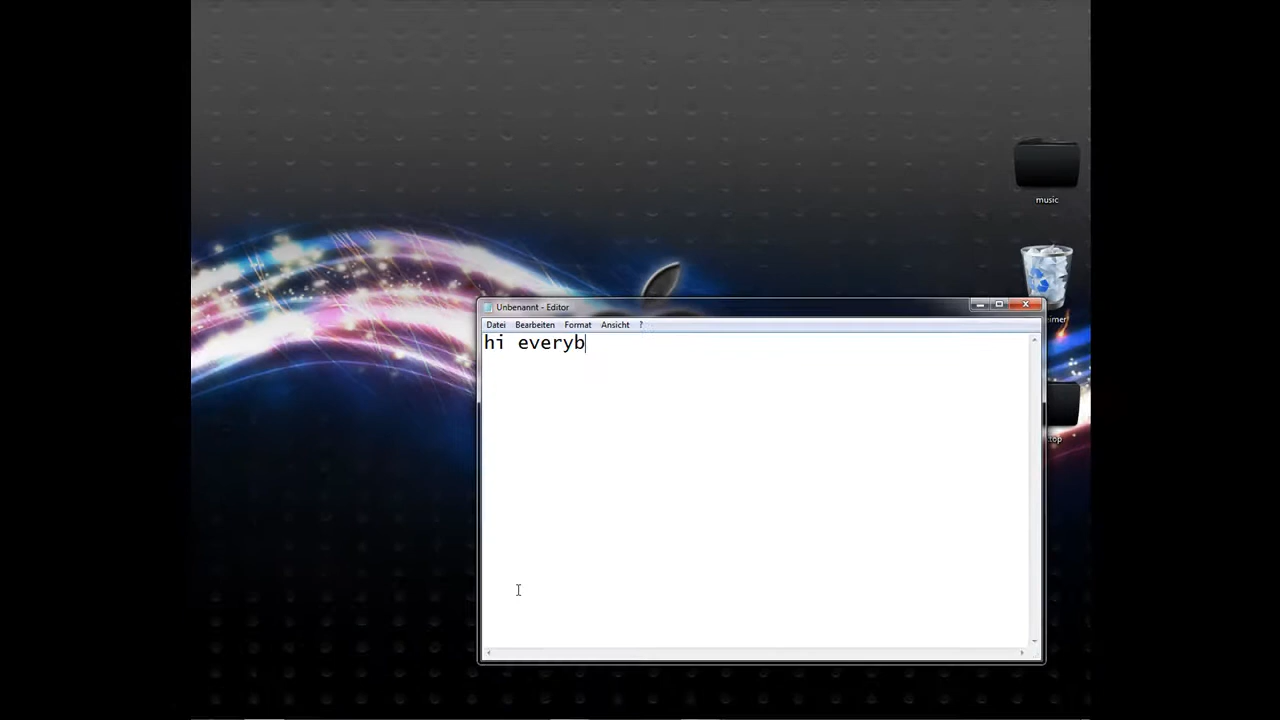 music
Unbenannt - Editor
Datei Bearbeiten Format Ansicht ?
hi everyb